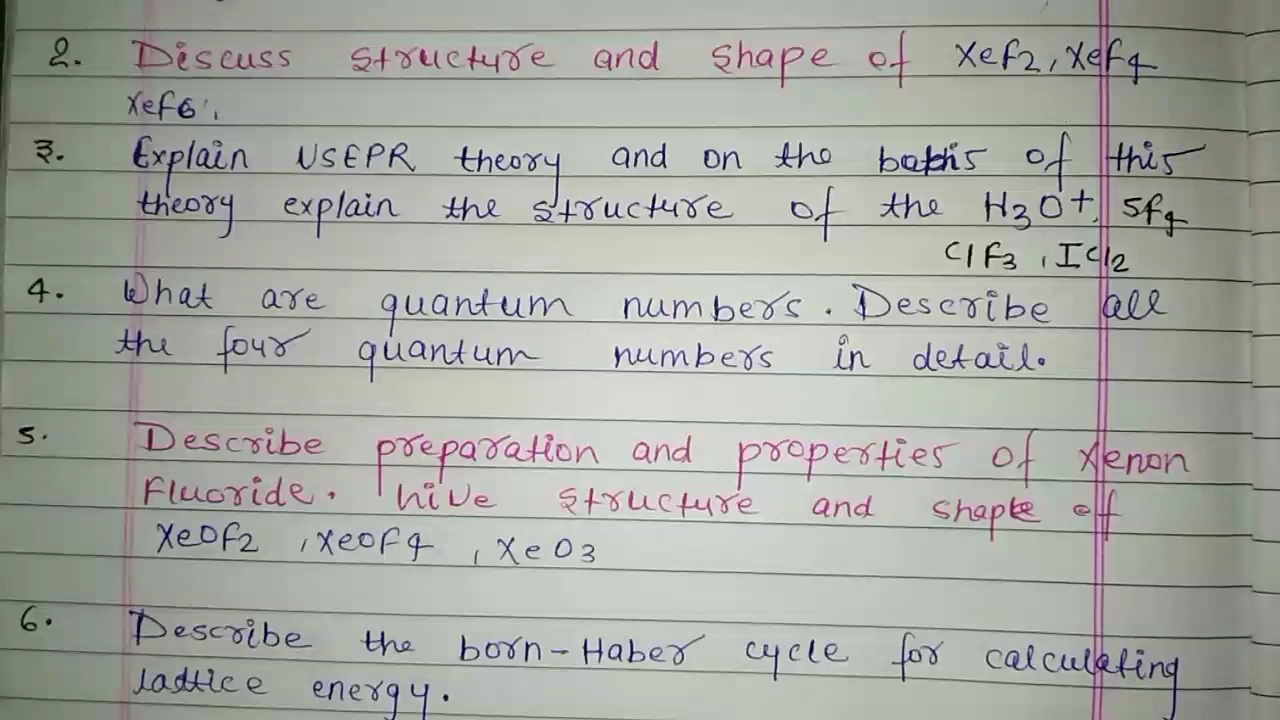 2. Discuss structure and shape of XeF2, XeF4
XeF6.
३. Explain VSEPR theory and on the basis of this
theory explain the structure of the H3O+, SF4
ClF3, ICl2
4. What are quantum numbers. Describe all
the four quantum numbers in detail.
5. Describe preparation and properties of Xenon
Fluoride. hive structure and shape of
XeOF2, XeOF4, XeO3
6. Describe the born-Haber cycle for calculating
lattice energy.